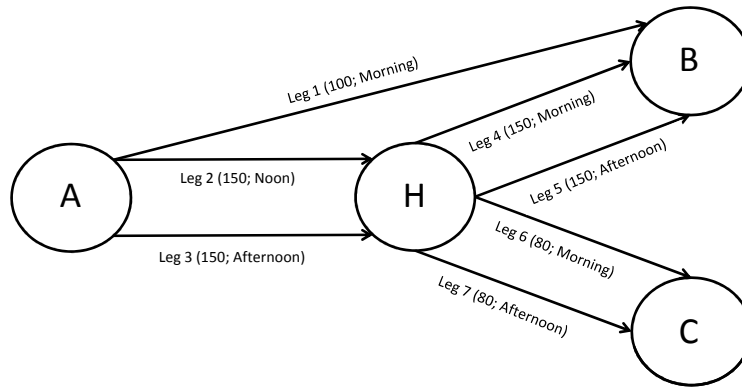 B
Leg 1 (100; Morning)
Leg 4 (150; Morning)
Leg 2 (150; Noon)
Leg 5 (150; Afternoon)
A
H
Leg 3 (150; Afternoon)
Leg 6 (80; Morning)
Leg 7 (80; Afternoon)
C